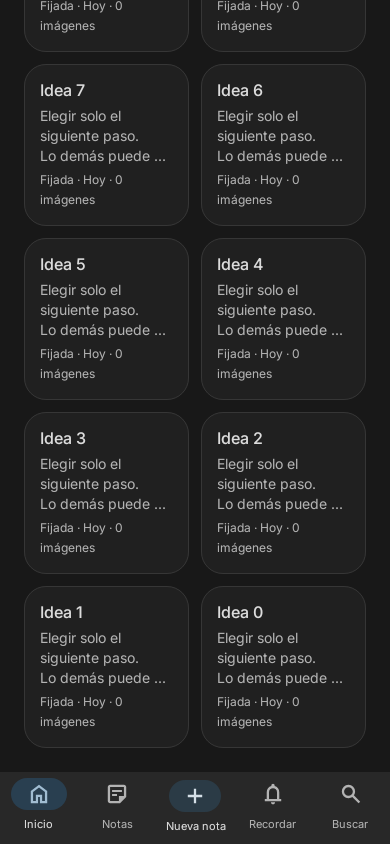 Fijada · Hoy · 0
imágenes
Fijada · Hoy · 0
imágenes
Idea 7
Elegir solo el
siguiente paso.
Lo demás puede ...
Fijada · Hoy · 0
imágenes
Idea 6
Elegir solo el
siguiente paso.
Lo demás puede ...
Fijada · Hoy · 0
imágenes
Idea 5
Elegir solo el
siguiente paso.
Lo demás puede ...
Fijada · Hoy · 0
imágenes
Idea 4
Elegir solo el
siguiente paso.
Lo demás puede ...
Fijada · Hoy · 0
imágenes
Idea 3
Elegir solo el
siguiente paso.
Lo demás puede ...
Fijada · Hoy · 0
imágenes
Idea 2
Elegir solo el
siguiente paso.
Lo demás puede ...
Fijada · Hoy · 0
imágenes
Idea 1
Elegir solo el
siguiente paso.
Lo demás puede ...
Fijada · Hoy · 0
imágenes
Idea 0
Elegir solo el
siguiente paso.
Lo demás puede ...
Fijada · Hoy · 0
imágenes
Inicio
Notas
Nueva nota
Recordar
Buscar